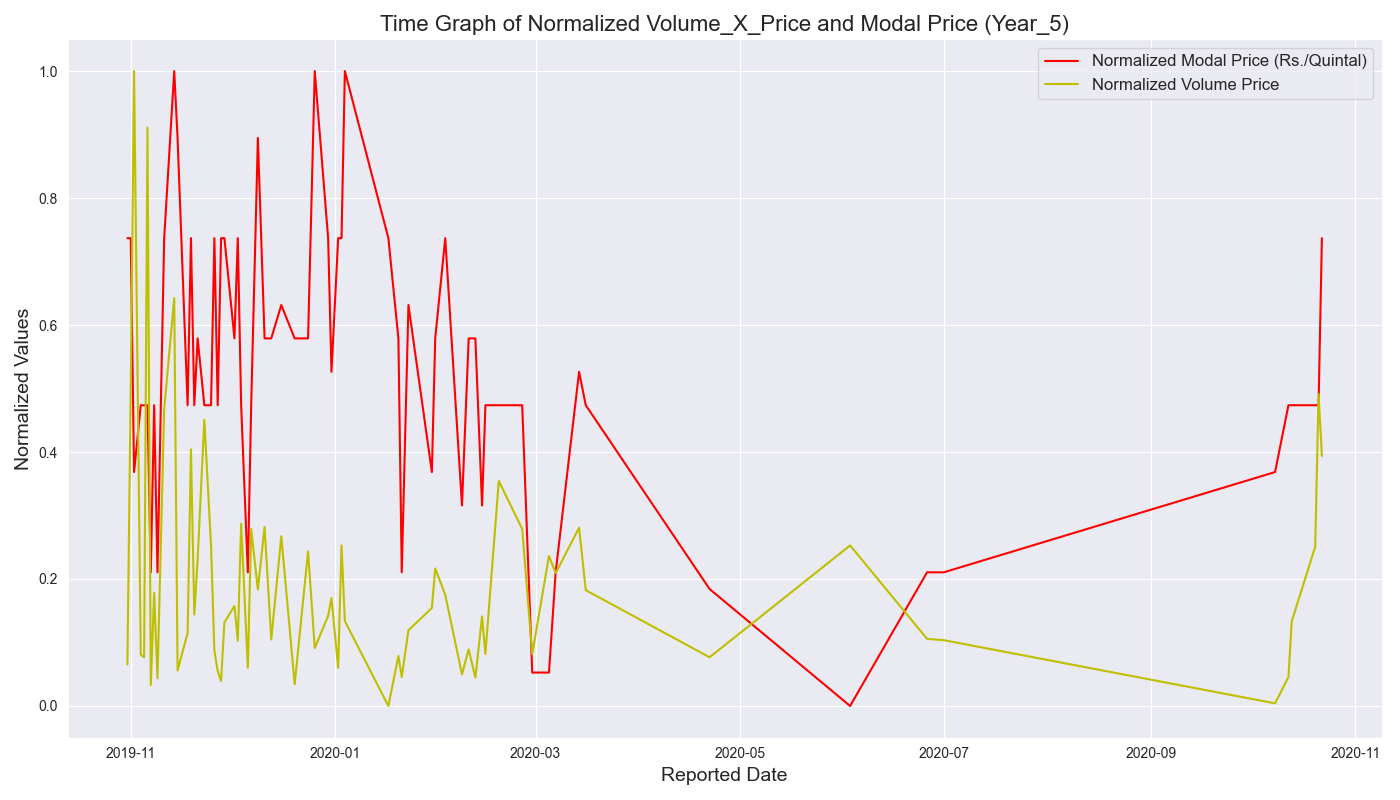 Time Graph of Normalized Volume_X_Price and Modal Price (Year_5)
Normalized Modal Price (Rs./Quintal)
Normalized Volume Price
Normalized Values
1.0
0.8
0.6
0.4
0.2
0.0
2019-11
2020-01
2020-03
2020-05
2020-07
2020-09
2020-11
Reported Date